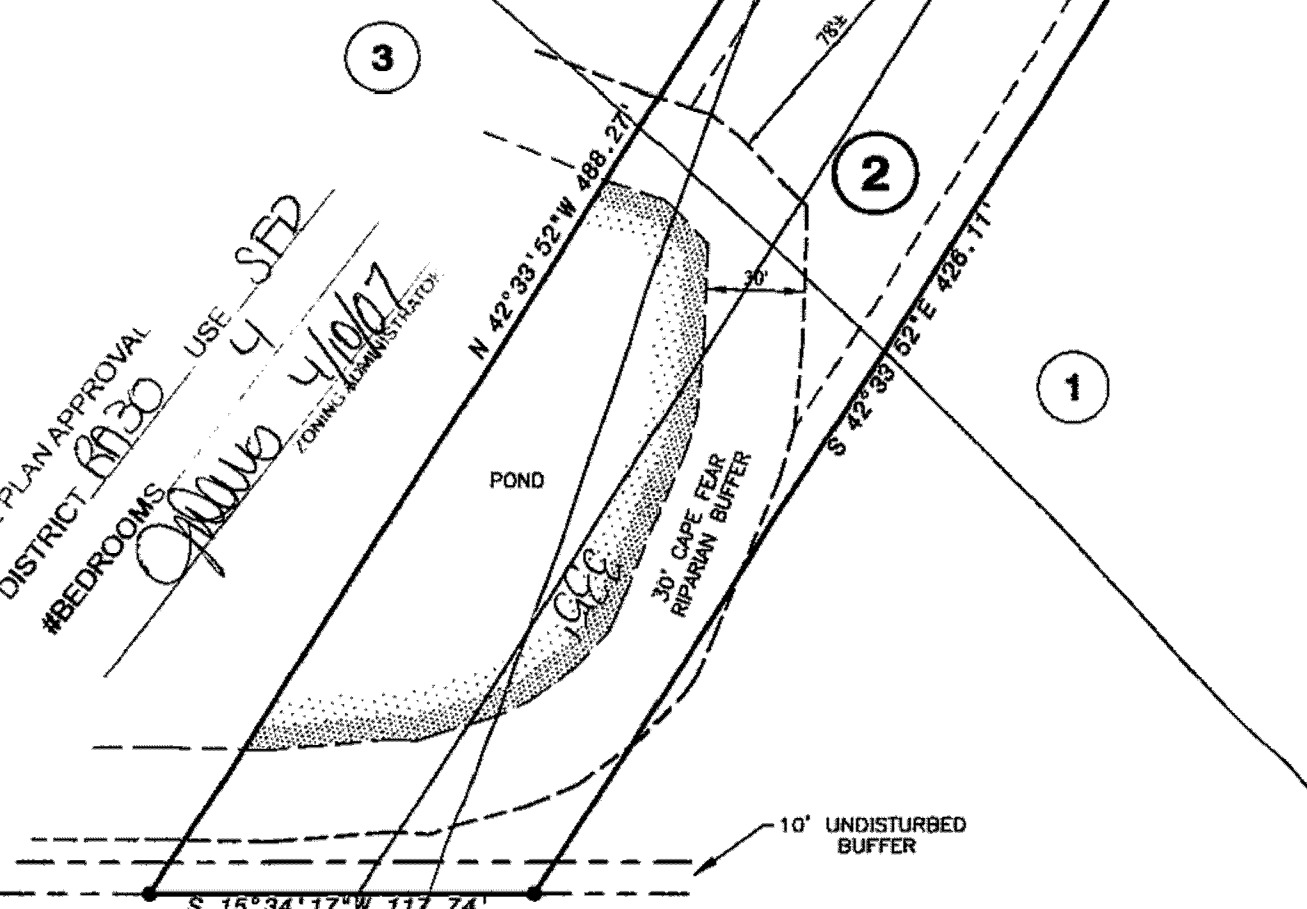 3
78'±
2
N 42°33'52"W 488.27'
30'
S 42°33'52"E 426.11'
1
PLAN APPROVAL
DISTRICT RA30 USE SFD
#BEDROOMS 4
4/10/07
ZONING ADMINISTRATOR
POND
30' CAPE FEAR
RIPARIAN BUFFER
10' UNDISTURBED
BUFFER
S 15°34'17"W 117.74'